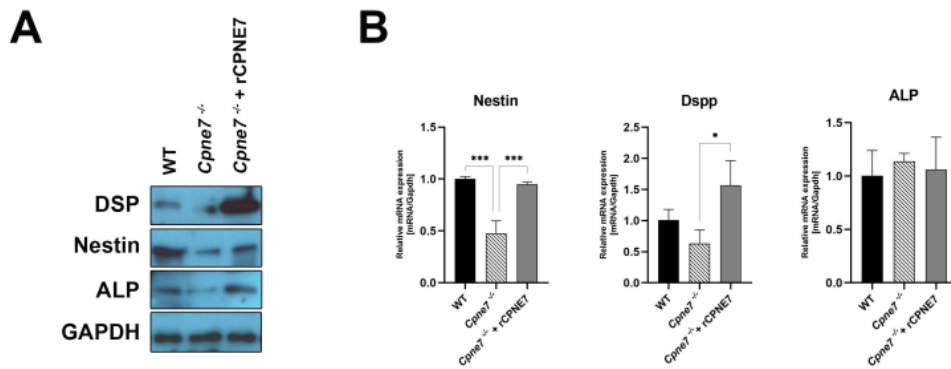 A
WT
Cpne7 -/-
Cpne7 -/- + rCPNE7
DSP
Nestin
ALP
GAPDH
B
Nestin
Relative mRNA expression
[mRNA/Gapdh]
1.5
1.0
0.5
0.0
***
***
WT
Cpne7 -/-
Cpne7 -/- + rCPNE7
Dspp
Relative mRNA expression
[mRNA/Gapdh]
2.5
2.0
1.5
1.0
0.5
0.0
*
WT
Cpne7 -/-
Cpne7 -/- + rCPNE7
ALP
Relative mRNA expression
[mRNA/Gapdh]
1.5
1.0
0.5
0.0
WT
Cpne7 -/-
Cpne7 -/- + rCPNE7